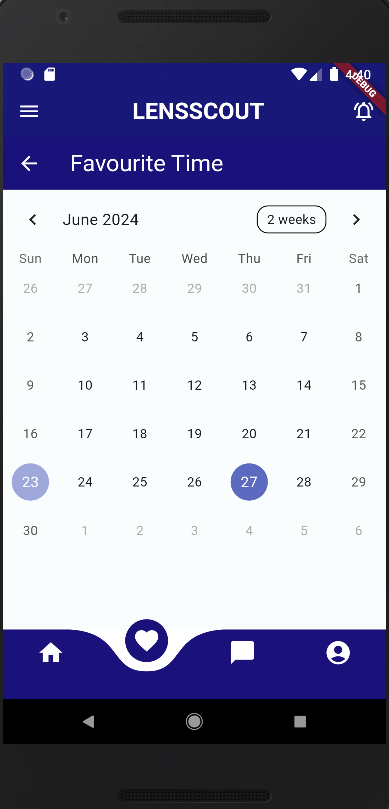 4:40
DEBUG
LENSSCOUT
Favourite Time
June 2024
2 weeks
Sun Mon Tue Wed Thu Fri Sat
26 27 28 29 30 31 1
2 3 4 5 6 7 8
9 10 11 12 13 14 15
16 17 18 19 20 21 22
23 24 25 26 27 28 29
30 1 2 3 4 5 6